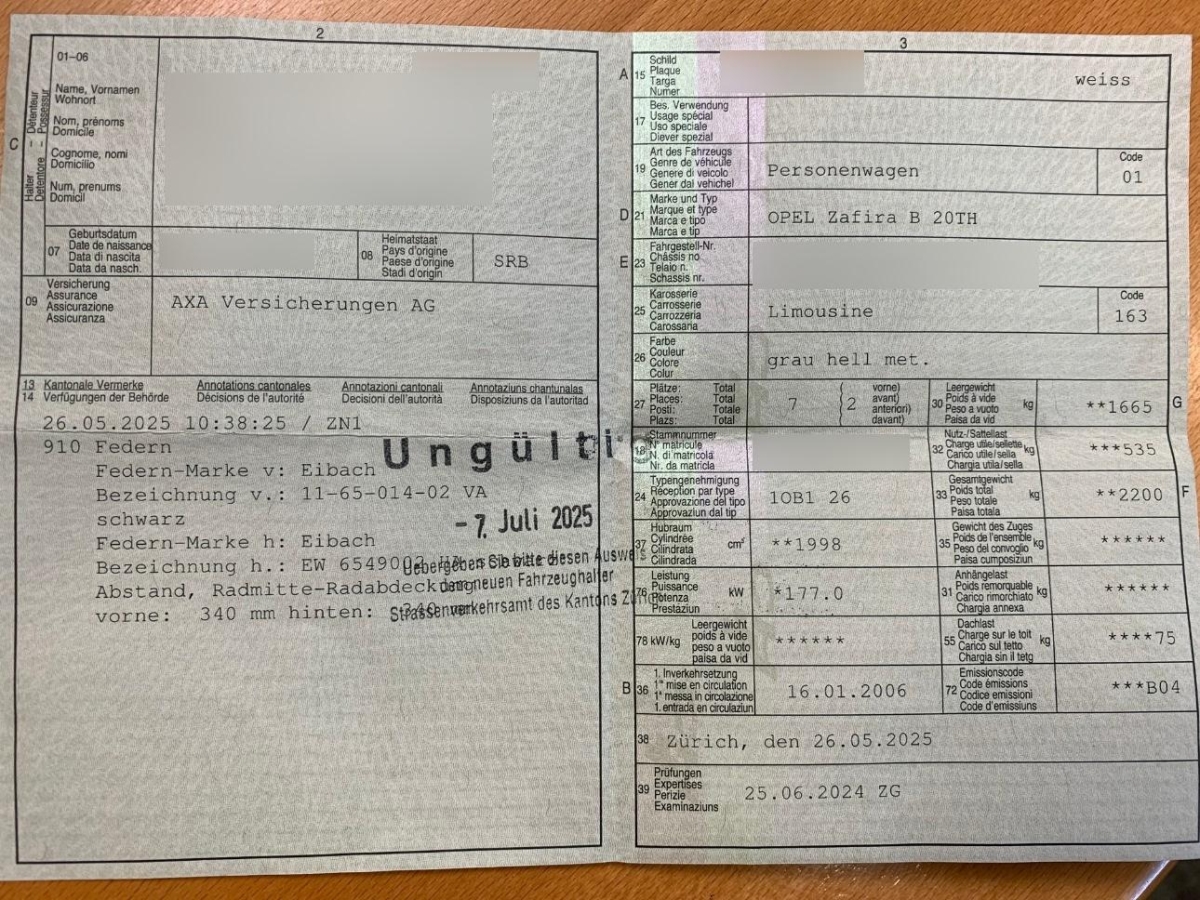 2
01-06
Halter – Détenteur
Detentore – Possessur
C
Name, Vornamen
Wohnort
Nom, prénoms
Domicile
Cognome, nomi
Domicilio
Num, prenums
Domicil
07
Geburtsdatum
Date de naissance
Data di nascita
Data da nasch.
08
Heimatstaat
Pays d'origine
Paese d'origine
Stadi d'origin
SRB
09
Versicherung
Assurance
Assicurazione
Assicuranza
AXA Versicherungen AG
13 Kantonale Vermerke Annotations cantonales Annotazioni cantonali Annotaziuns chantunalas
14 Verfügungen der Behörde Décisions de l'autorité Decisioni dell'autorità Disposiziuns da l'autoritad
26.05.2025 10:38:25 / ZN1
910 Federn
Federn-Marke v: Eibach
Bezeichnung v.: 11-65-014-02 VA
schwarz
Federn-Marke h: Eibach
Bezeichnung h.: EW 6549002
Abstand, Radmitte-Radabdeckung
vorne: 340 mm hinten:
Ungültig
- 7. Juli 2025
Uebergeben Sie bitte diesen Ausweis
dem neuen Fahrzeughalter
Strassenverkehrsamt des Kantons Zürich
3
A 15
Schild
Plaque
Targa
Numer
weiss
17
Bes. Verwendung
Usage spécial
Uso speciale
Diever spezial
19
Art des Fahrzeugs
Genre de véhicule
Genere di veicolo
Gener dal vehichel
Personenwagen
Code
01
D 21
Marke und Typ
Marque et type
Marca e tipo
Marca e tip
OPEL Zafira B 20TH
E 23
Fahrgestell-Nr.
Châssis no
Telaio n.
Schassis nr.
25
Karosserie
Carrosserie
Carrozzeria
Carossaria
Limousine
Code
163
26
Farbe
Couleur
Colore
Colur
grau hell met.
27
Plätze: Total
Places: Total
Posti: Totale
Plazs: Total
7
2
vorne)
avant)
anteriori)
davant)
30
Leergewicht
Poids à vide
Peso a vuoto
Paisa da vid
kg
**1665
G
18
Stammnummer
N° matricule
N. di matricola
Nr. da matricla
32
Nutz-/Sattellast
Charge utile/sellette
Carico utile/sella
Chargia utila/sella
kg
***535
24
Typengenehmigung
Réception par type
Approvazione del tipo
Approvaziun dal tip
1OB1 26
33
Gesamtgewicht
Poids total
Peso totale
Paisa totala
kg
**2200
F
37
Hubraum
Cylindrée
Cilindrata
Cilindrada
cm³
**1998
35
Gewicht des Zuges
Poids de l'ensemble
Peso del convoglio
Paisa cumposiziun
kg
******
76
Leistung
Puissance
Potenza
Prestaziun
kW
*177.0
31
Anhängelast
Poids remorquable
Carico rimorchiato
Chargia annexa
kg
******
78 kW/kg
Leergewicht
poids à vide
peso a vuoto
paisa da vid
******
55
Dachlast
Charge sur le toit
Carico sul tetto
Chargia sin il tetg
kg
****75
B 36
1. Inverkehrsetzung
1re mise en circulation
1a messa in circolazione
1. entrada en circulaziun
16.01.2006
72
Emissionscode
Code émissions
Codice emissioni
Code d'emissiuns
***B04
38
Zürich, den 26.05.2025
39
Prüfungen
Expertises
Perizie
Examinaziuns
25.06.2024 ZG